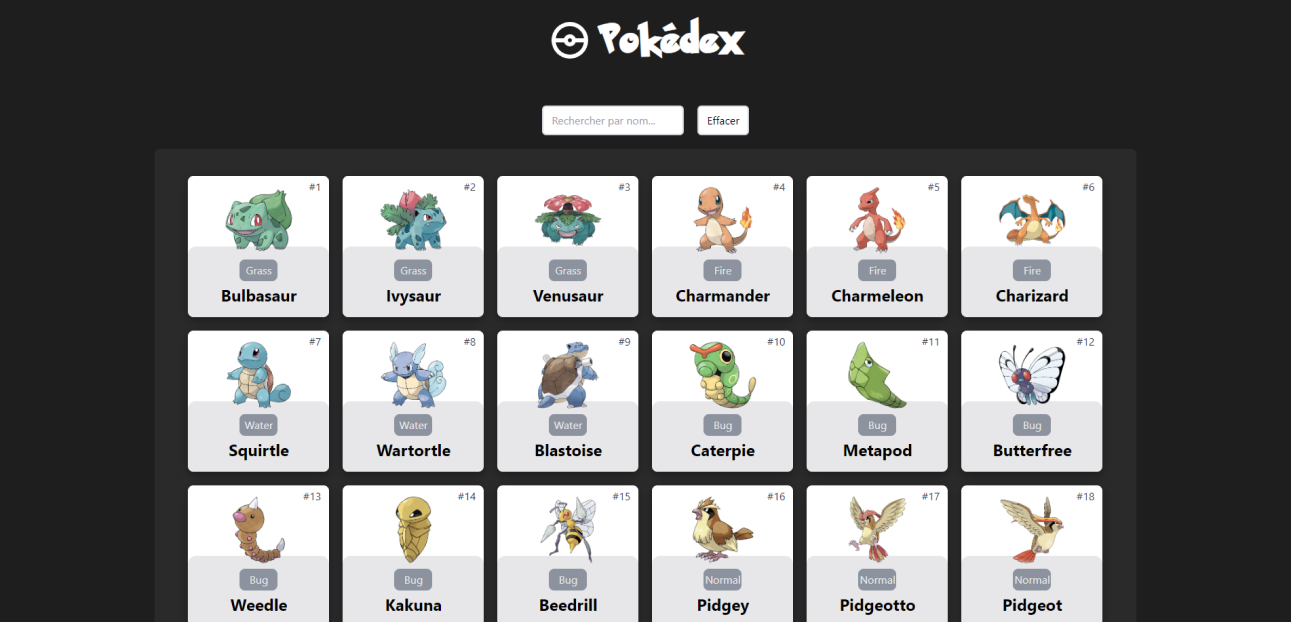 Pokédex
Rechercher par nom...
Effacer
#1
Grass
Bulbasaur
#2
Grass
Ivysaur
#3
Grass
Venusaur
#4
Fire
Charmander
#5
Fire
Charmeleon
#6
Fire
Charizard
#7
Water
Squirtle
#8
Water
Wartortle
#9
Water
Blastoise
#10
Bug
Caterpie
#11
Bug
Metapod
#12
Bug
Butterfree
#13
Bug
Weedle
#14
Bug
Kakuna
#15
Bug
Beedrill
#16
Normal
Pidgey
#17
Normal
Pidgeotto
#18
Normal
Pidgeot